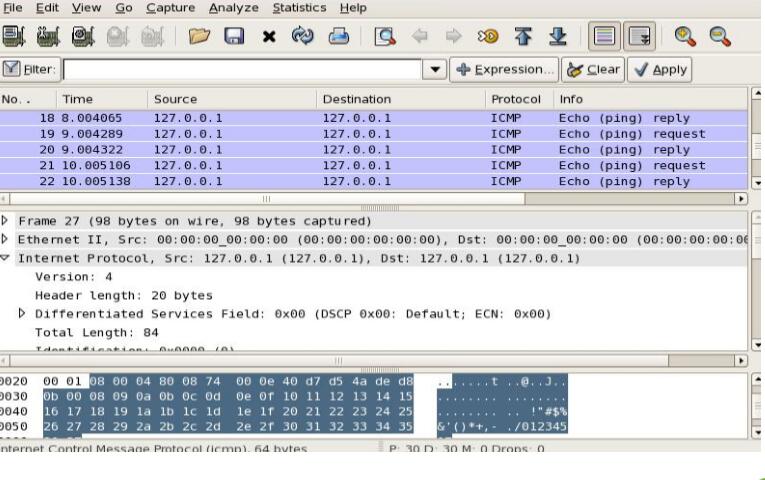 File Edit View Go Capture Analyze Statistics Help
Filter: Expression... Clear Apply
No. . Time Source Destination Protocol Info
18 8.004065 127.0.0.1 127.0.0.1 ICMP Echo (ping) reply
19 9.004289 127.0.0.1 127.0.0.1 ICMP Echo (ping) request
20 9.004322 127.0.0.1 127.0.0.1 ICMP Echo (ping) reply
21 10.005106 127.0.0.1 127.0.0.1 ICMP Echo (ping) request
22 10.005138 127.0.0.1 127.0.0.1 ICMP Echo (ping) reply
Frame 27 (98 bytes on wire, 98 bytes captured)
Ethernet II, Src: 00:00:00_00:00:00 (00:00:00:00:00:00), Dst: 00:00:00_00:00:00 (00:00:00:00:00:0
Internet Protocol, Src: 127.0.0.1 (127.0.0.1), Dst: 127.0.0.1 (127.0.0.1)
Version: 4
Header length: 20 bytes
Differentiated Services Field: 0x00 (DSCP 0x00: Default; ECN: 0x00)
Total Length: 84
Identification: 0x0000 (0)
0020 00 01 08 00 04 80 08 74 00 0e 40 d7 d5 4a de d8 .......t ..@..J..
0030 0b 00 08 09 0a 0b 0c 0d 0e 0f 10 11 12 13 14 15 ........ ........
0040 16 17 18 19 1a 1b 1c 1d 1e 1f 20 21 22 23 24 25 ........ .. !"#$%
0050 26 27 28 29 2a 2b 2c 2d 2e 2f 30 31 32 33 34 35 &'()*+,- ./012345
nternet Control Message Protocol (icmp), 64 bytes P: 30 D: 30 M: 0 Drops: 0